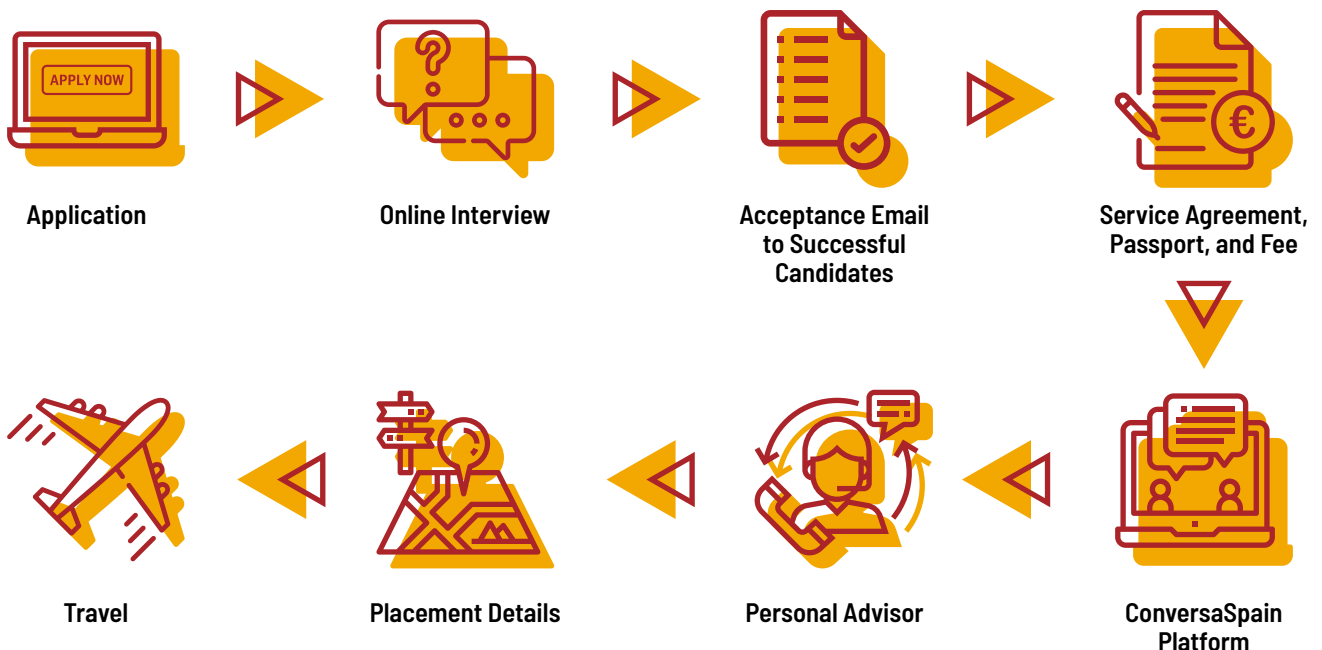 APPLY NOW
Application
Online Interview
Acceptance Email
to Successful
Candidates
€
Service Agreement,
Passport, and Fee
ConversaSpain
Platform
Personal Advisor
Placement Details
Travel